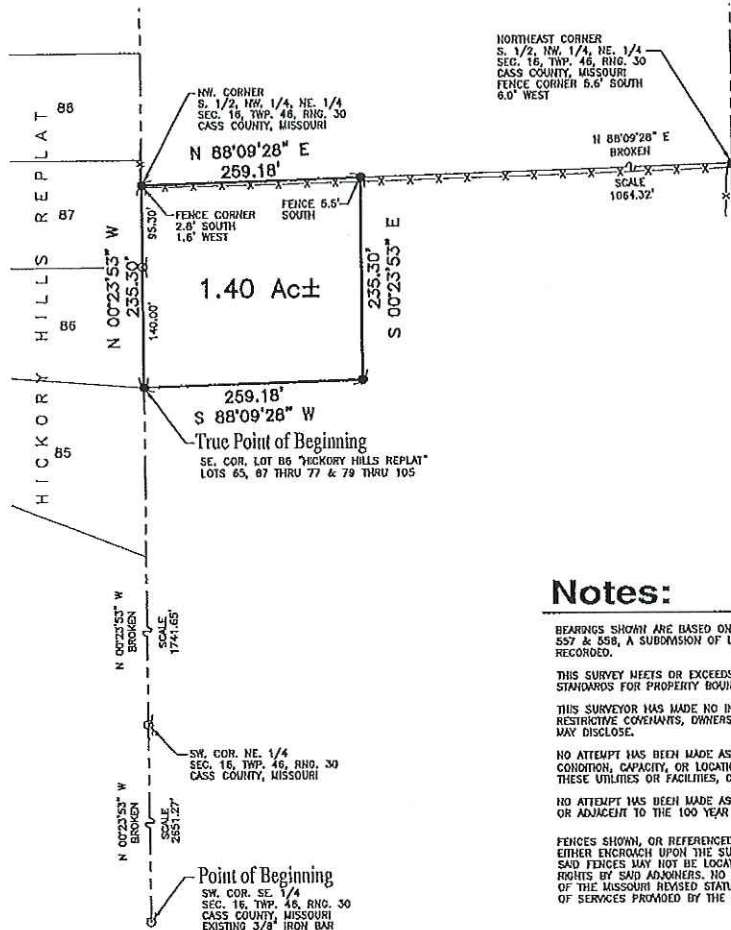 NORTHEAST CORNER
S. 1/2, NW. 1/4, NE. 1/4
SEC. 16, TWP. 46, RNG. 30
CASS COUNTY, MISSOURI
FENCE CORNER 5.6' SOUTH
6.0' WEST
NW. CORNER
S. 1/2, NW. 1/4, NE. 1/4
SEC. 16, TWP. 46, RNG. 30
CASS COUNTY, MISSOURI
N 88°09'28" E
259.18'
N 88°09'28" E
BROKEN
SCALE
1064.32'
HICKORY HILLS REPLAT
88
87
86
85
FENCE CORNER
2.8' SOUTH
1.6' WEST
FENCE 5.5'
SOUTH
N 00°23'53" W
235.30'
95.30'
140.00'
1.40 Ac±
235.30'
S 00°23'53" E
259.18'
S 88°09'28" W
True Point of Beginning
SE. COR. LOT 86 "HICKORY HILLS REPLAT"
LOTS 65, 67 THRU 77 & 79 THRU 105
N 00°23'53" W
BROKEN
SCALE
1741.65'
SW. COR. NE. 1/4
SEC. 16, TWP. 46, RNG. 30
CASS COUNTY, MISSOURI
N 00°23'53" W
BROKEN
SCALE
2651.27'
Point of Beginning
SW. COR. SE. 1/4
SEC. 16, TWP. 46, RNG. 30
CASS COUNTY, MISSOURI
EXISTING 3/8" IRON BAR
Notes:
BEARINGS SHOWN ARE BASED ON
557 & 558, A SUBDIVISION OF L
RECORDED.
THIS SURVEY MEETS OR EXCEEDS
STANDARDS FOR PROPERTY BOUN
THIS SURVEYOR HAS MADE NO IN
RESTRICTIVE COVENANTS, OWNERS
MAY DISCLOSE.
NO ATTEMPT HAS BEEN MADE AS
CONDITION, CAPACITY, OR LOCATIO
THESE UTILITIES OR FACILITIES, C
NO ATTEMPT HAS BEEN MADE AS
OR ADJACENT TO THE 100 YEAR
FENCES SHOWN, OR REFERENCED
EITHER ENCROACH UPON THE SU
SAID FENCES MAY NOT BE LOCAT
RIGHTS BY SAID ADJOINERS. NO
OF THE MISSOURI REVISED STATU
OF SERVICES PROVIDED BY THE